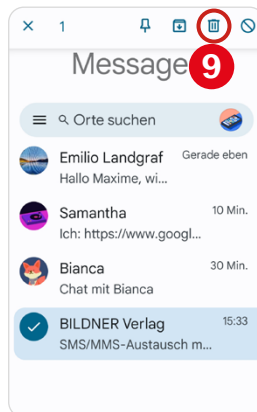 1
Message
9
Orte suchen
Emilio Landgraf Gerade eben
Hallo Maxime, wi...
Samantha 10 Min.
Ich: https://www.googl...
Bianca 30 Min.
Chat mit Bianca
BILDNER Verlag 15:33
SMS/MMS-Austausch m...